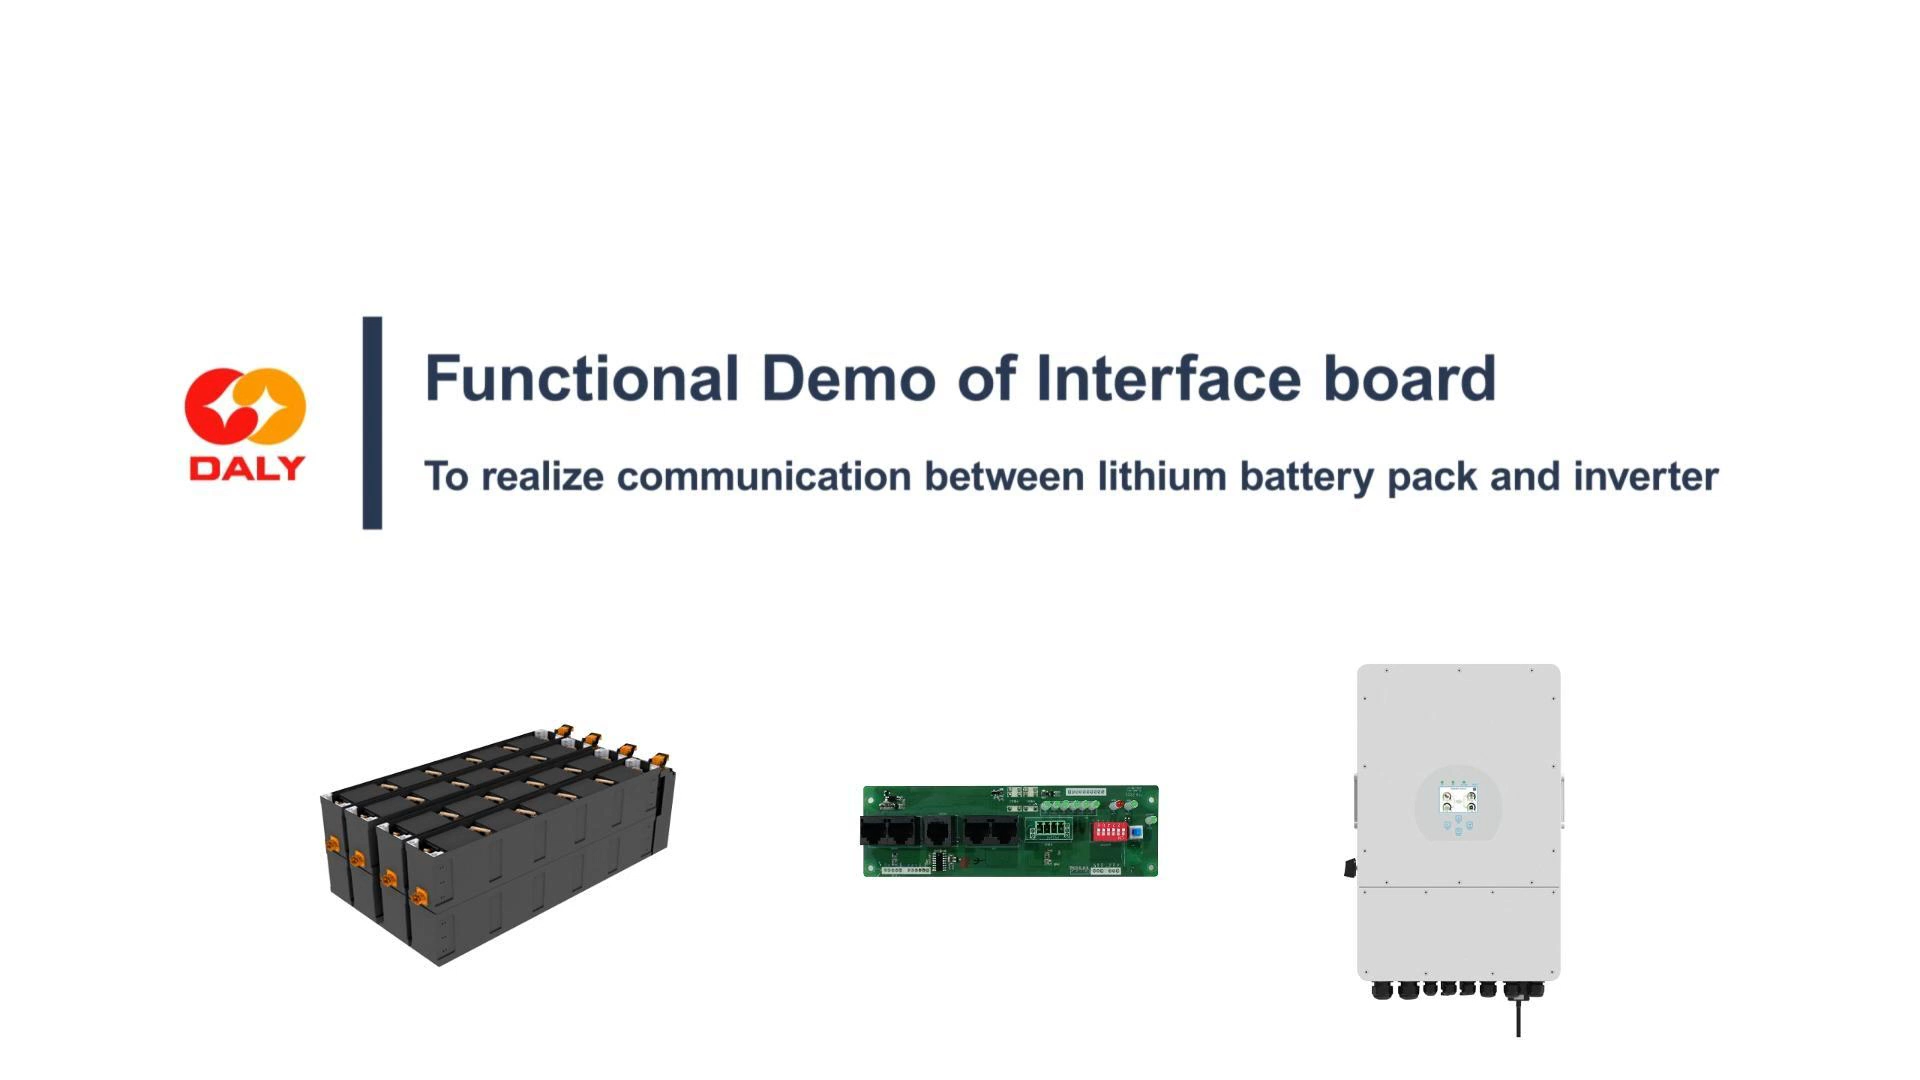 Functional Demo of Interface board
DALY
To realize communication between lithium battery pack and inverter